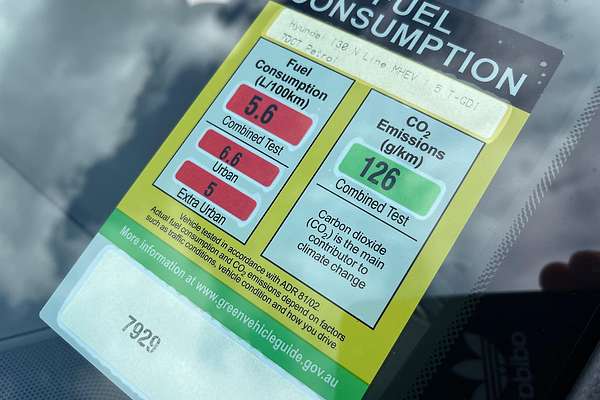 FUEL
CONSUMPTION
Hyundai i30 N Line MHEV 1.5 T-GDi
7DCT Petrol
Fuel
Consumption
(L/100km)
5.6
Combined Test
6.6
Urban
5
Extra Urban
CO₂
Emissions
(g/km)
126
Combined Test
Carbon dioxide
(CO₂) is the main
contributor to
climate change
Vehicle tested in accordance with ADR 81/02.
Actual fuel consumption and CO₂ emissions depend on factors
such as traffic conditions, vehicle condition and how you drive
More information at www.greenvehicleguide.gov.au
7929
adidas